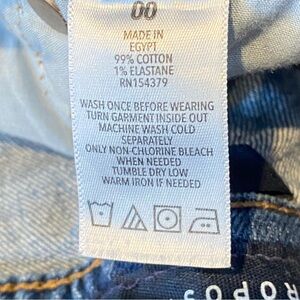 00
MADE IN
EGYPT
99% COTTON
1% ELASTANE
RN154379
WASH ONCE BEFORE WEARING
TURN GARMENT INSIDE OUT
MACHINE WASH COLD
SEPARATELY
ONLY NON-CHLORINE BLEACH
WHEN NEEDED
TUMBLE DRY LOW
WARM IRON IF NEEDED
ROPOS